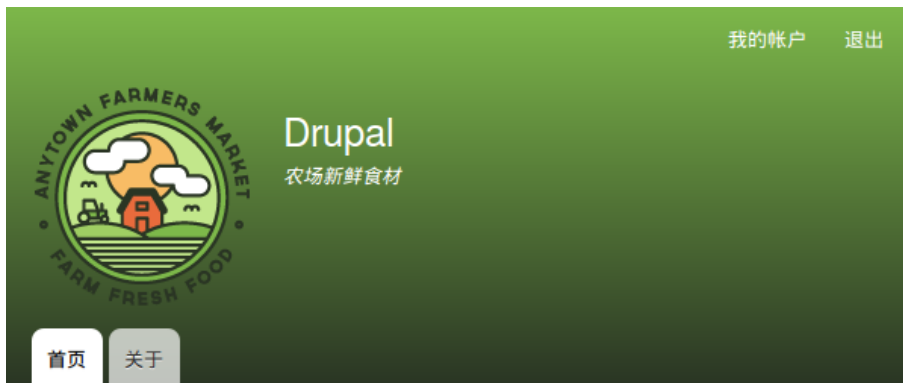 我的帐户 退出
ANYTOWN FARMERS MARKET
FARM FRESH FOOD
Drupal
农场新鲜食材
首页 关于